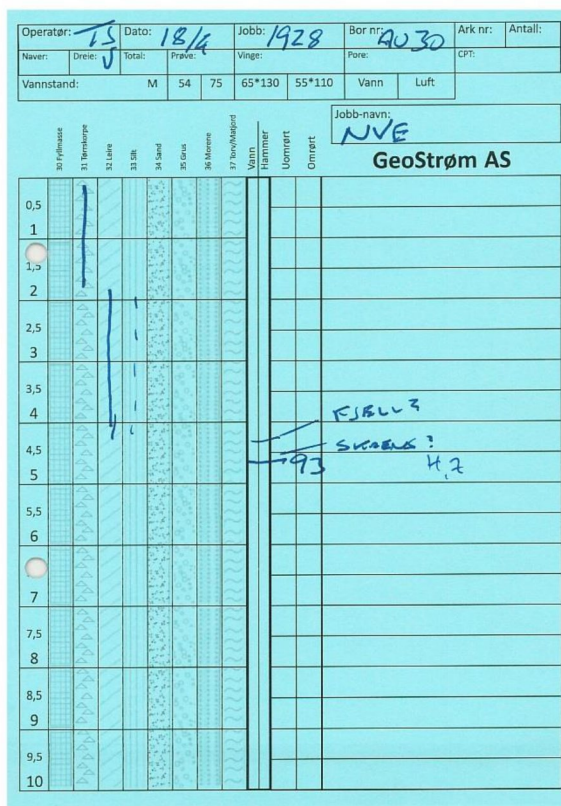 Operatør: TS Dato: 18/4 Jobb: 1928 Bor nr: AU30 Ark nr: Antall:
Naver: Dreie: Total: Prøve: Vinge: Pore: CPT:
Vannstand: M 54 75 65*130 55*110 Vann Luft
Jobb-navn:
NVE
GeoStrøm AS
30 Fyllmasse
31 Tørrskorpe
32 Leire
33 Silt
34 Sand
35 Grus
36 Morene
37 Torv/Matjord
Vann
Hammer
Uomrørt
Omrørt
0,5
1
1,5
2
2,5
3
3,5
4
FJELL?
4,5
93
4,7
5
5,5
6
7
7,5
8
8,5
9
9,5
10